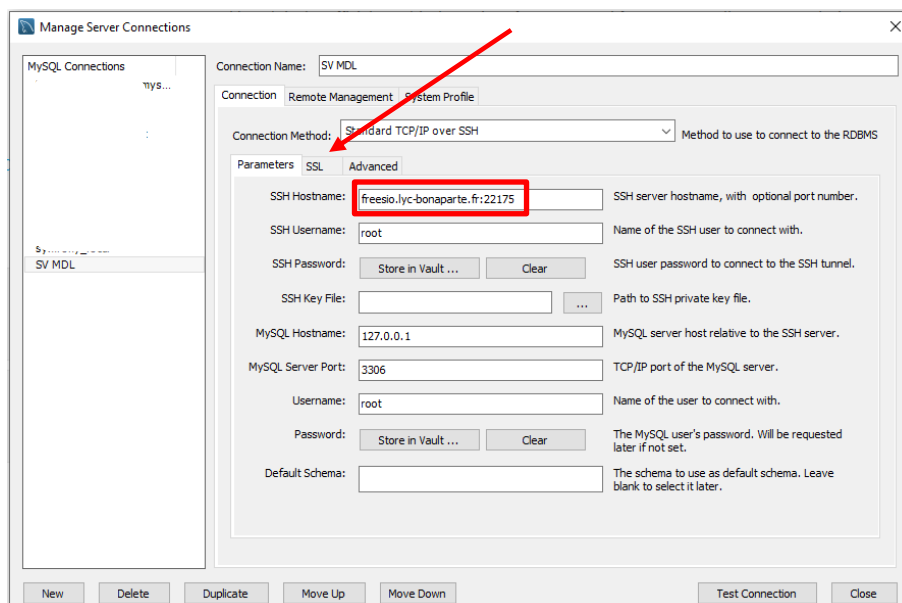 Manage Server Connections
MySQL Connections
mys...
SV MDL
Connection Name: SV MDL
Connection Remote Management System Profile
Connection Method: Standard TCP/IP over SSH Method to use to connect to the RDBMS
Parameters SSL Advanced
SSH Hostname: freesio.lyc-bonaparte.fr:22175 SSH server hostname, with optional port number.
SSH Username: root Name of the SSH user to connect with.
SSH Password: Store in Vault ... Clear SSH user password to connect to the SSH tunnel.
SSH Key File: ... Path to SSH private key file.
MySQL Hostname: 127.0.0.1 MySQL server host relative to the SSH server.
MySQL Server Port: 3306 TCP/IP port of the MySQL server.
Username: root Name of the user to connect with.
Password: Store in Vault ... Clear The MySQL user's password. Will be requested
later if not set.
Default Schema: The schema to use as default schema. Leave
blank to select it later.
New Delete Duplicate Move Up Move Down Test Connection Close